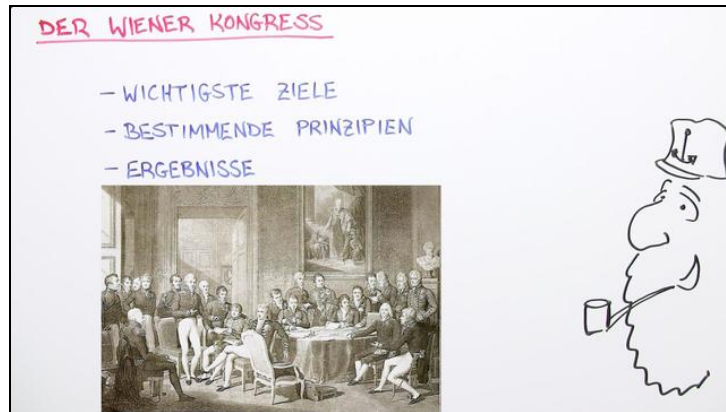 DER WIENER KONGRESS
- WICHTIGSTE ZIELE
- BESTIMMENDE PRINZIPIEN
- ERGEBNISSE